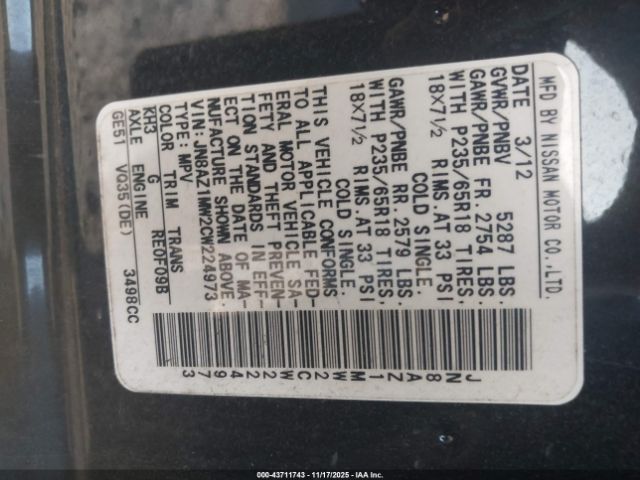 MFD BY NISSAN MOTOR CO.,LTD.
DATE 3/12
GVWR/PNBV 5287 LBS.
GAWR/PNBE FR 2754 LBS.
WITH P235/65R18 TIRES.
18X7½ RIMS.AT 33 PSI
COLD SINGLE.
GAWR/PNBE RR 2579 LBS.
WITH P235/65R18 TIRES.
18X7½ RIMS.AT 33 PSI
COLD SINGLE.
THIS VEHICLE CONFORMS
TO ALL APPLICABLE FED-
ERAL MOTOR VEHICLE SA-
FETY AND THEFT PREVEN-
TION STANDARDS IN EFF-
ECT ON THE DATE OF MA-
NUFACTURE SHOWN ABOVE.
VIN:JN8AZ1MW2CW224973
TYPE:MPV
COLOR TRIM TRANS
KH3 G RE0F09B
AXLE ENGINE
GE51 VQ35(DE) 3498CC
JN8AZ1MW2CW224973
© 000-43711743 - 11/17/2025 - IAA, Inc.